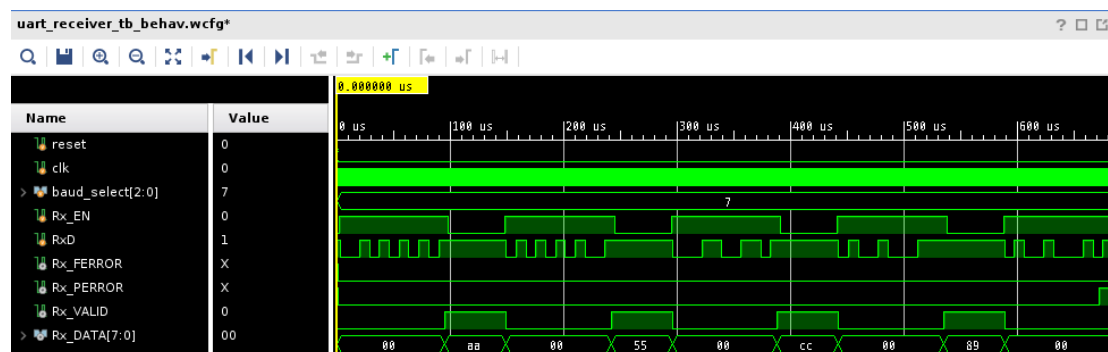 uart_receiver_tb_behav.wcfg*
?
0.000000 us
Name Value
0 us 100 us 200 us 300 us 400 us 500 us 600 us
reset 0
clk 0
baud_select[2:0] 7 7
Rx_EN 0
RxD 1
Rx_FERROR X
Rx_PERROR X
Rx_VALID 0
Rx_DATA[7:0] 00 00 aa 00 55 00 cc 00 89 00